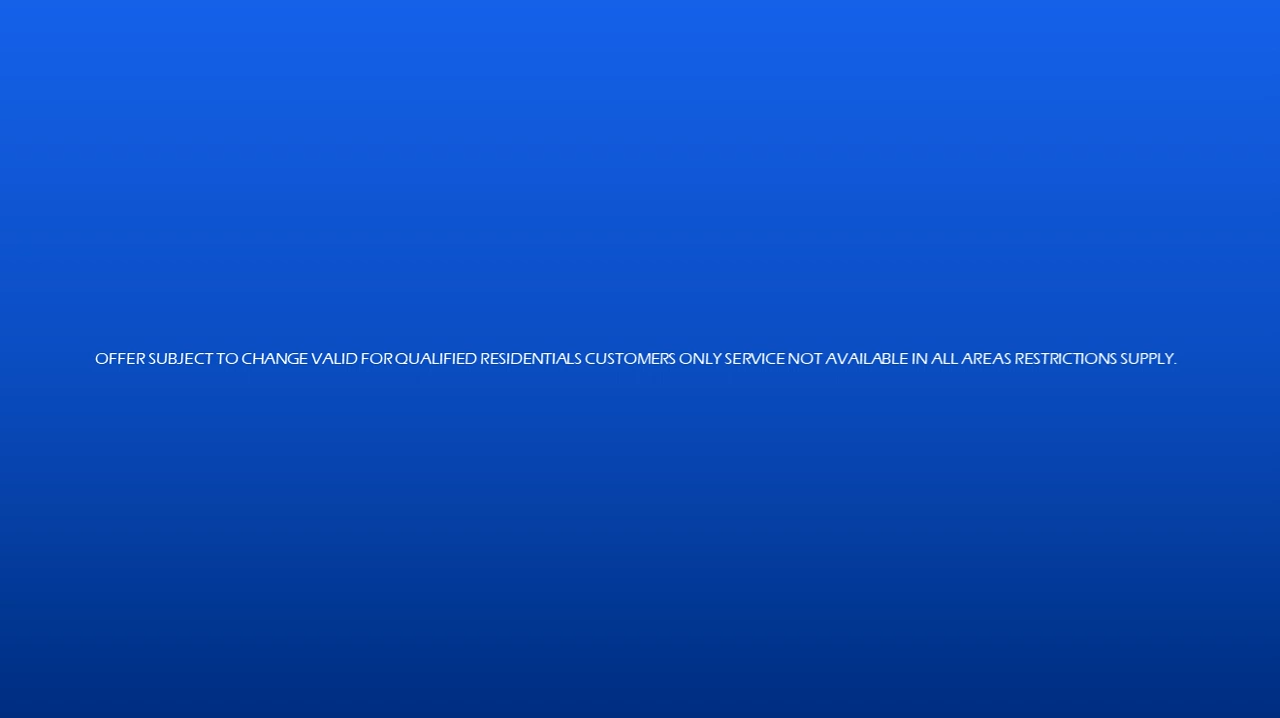 OFFER SUBJECT TO CHANGE VALID FOR QUALIFIED RESIDENTIALS CUSTOMERS ONLY SERVICE NOT AVAILABLE IN ALL AREAS RESTRICTIONS SUPPLY.